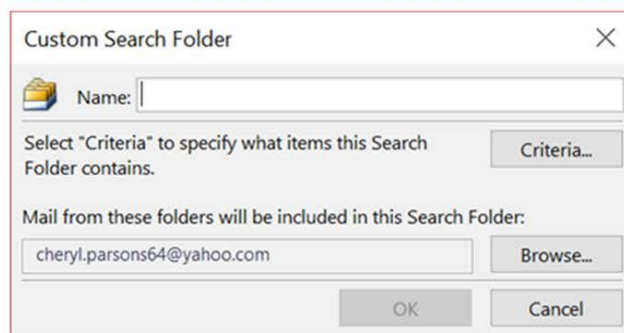 Custom Search Folder
Name:
Select "Criteria" to specify what items this Search
Folder contains.
Criteria...
Mail from these folders will be included in this Search Folder:
cheryl.parsons64@yahoo.com
Browse...
OK
Cancel